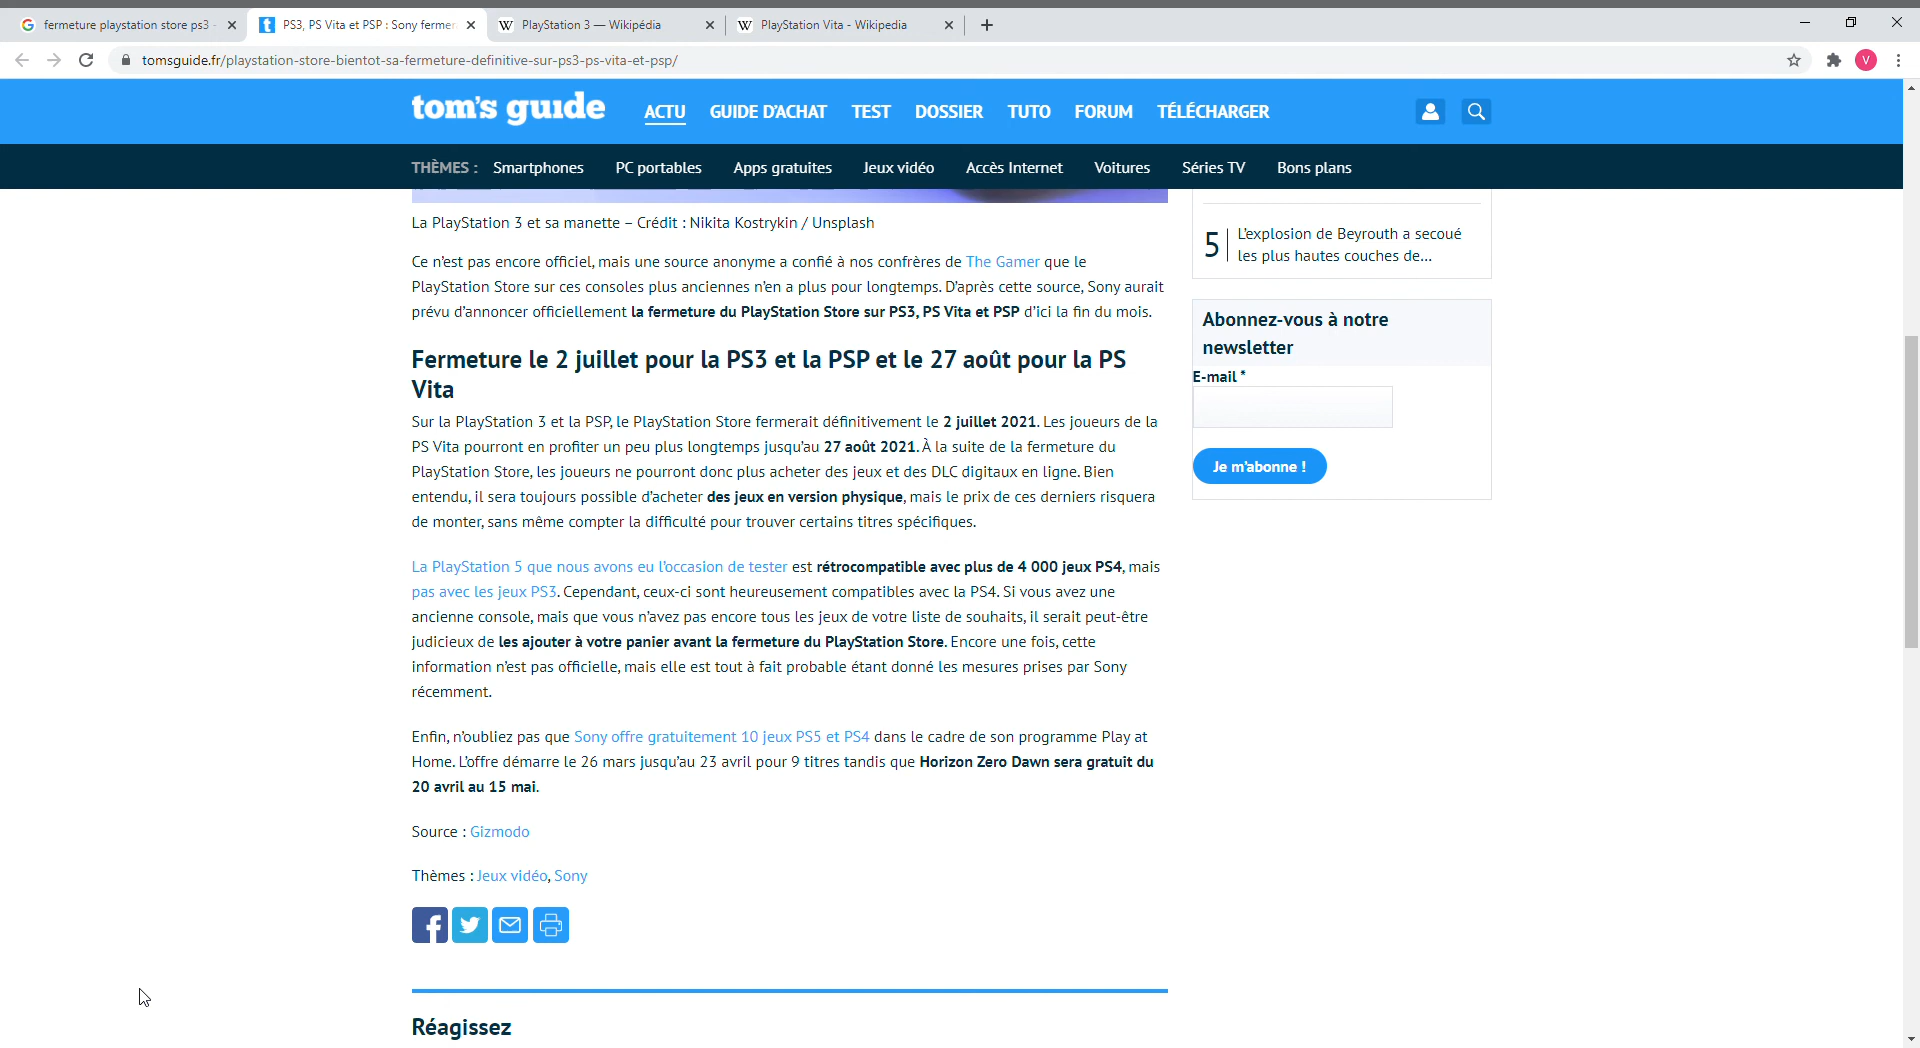 fermeture playstation store ps3 -
PS3, PS Vita et PSP : Sony fermer
PlayStation 3 — Wikipédia
PlayStation Vita - Wikipedia
tomsguide.fr/playstation-store-bientot-sa-fermeture-definitive-sur-ps3-ps-vita-et-psp/
V
tom's guide
ACTU GUIDE D'ACHAT TEST DOSSIER TUTO FORUM TÉLÉCHARGER
THÈMES : Smartphones PC portables Apps gratuites Jeux vidéo Accès Internet Voitures Séries TV Bons plans
La PlayStation 3 et sa manette – Crédit : Nikita Kostrykin / Unsplash
Ce n'est pas encore officiel, mais une source anonyme a confié à nos confrères de The Gamer que le
PlayStation Store sur ces consoles plus anciennes n'en a plus pour longtemps. D'après cette source, Sony aurait
prévu d'annoncer officiellement la fermeture du PlayStation Store sur PS3, PS Vita et PSP d'ici la fin du mois.
Fermeture le 2 juillet pour la PS3 et la PSP et le 27 août pour la PS
Vita
Sur la PlayStation 3 et la PSP, le PlayStation Store fermerait définitivement le 2 juillet 2021. Les joueurs de la
PS Vita pourront en profiter un peu plus longtemps jusqu'au 27 août 2021. À la suite de la fermeture du
PlayStation Store, les joueurs ne pourront donc plus acheter des jeux et des DLC digitaux en ligne. Bien
entendu, il sera toujours possible d'acheter des jeux en version physique, mais le prix de ces derniers risquera
de monter, sans même compter la difficulté pour trouver certains titres spécifiques.
La PlayStation 5 que nous avons eu l'occasion de tester est rétrocompatible avec plus de 4 000 jeux PS4, mais
pas avec les jeux PS3. Cependant, ceux-ci sont heureusement compatibles avec la PS4. Si vous avez une
ancienne console, mais que vous n'avez pas encore tous les jeux de votre liste de souhaits, il serait peut-être
judicieux de les ajouter à votre panier avant la fermeture du PlayStation Store. Encore une fois, cette
information n'est pas officielle, mais elle est tout à fait probable étant donné les mesures prises par Sony
récemment.
Enfin, n'oubliez pas que Sony offre gratuitement 10 jeux PS5 et PS4 dans le cadre de son programme Play at
Home. L'offre démarre le 26 mars jusqu'au 23 avril pour 9 titres tandis que Horizon Zero Dawn sera gratuit du
20 avril au 15 mai.
Source : Gizmodo
Thèmes : Jeux vidéo, Sony
Réagissez
5
L'explosion de Beyrouth a secoué
les plus hautes couches de...
Abonnez-vous à notre
newsletter
E-mail *
Je m'abonne !